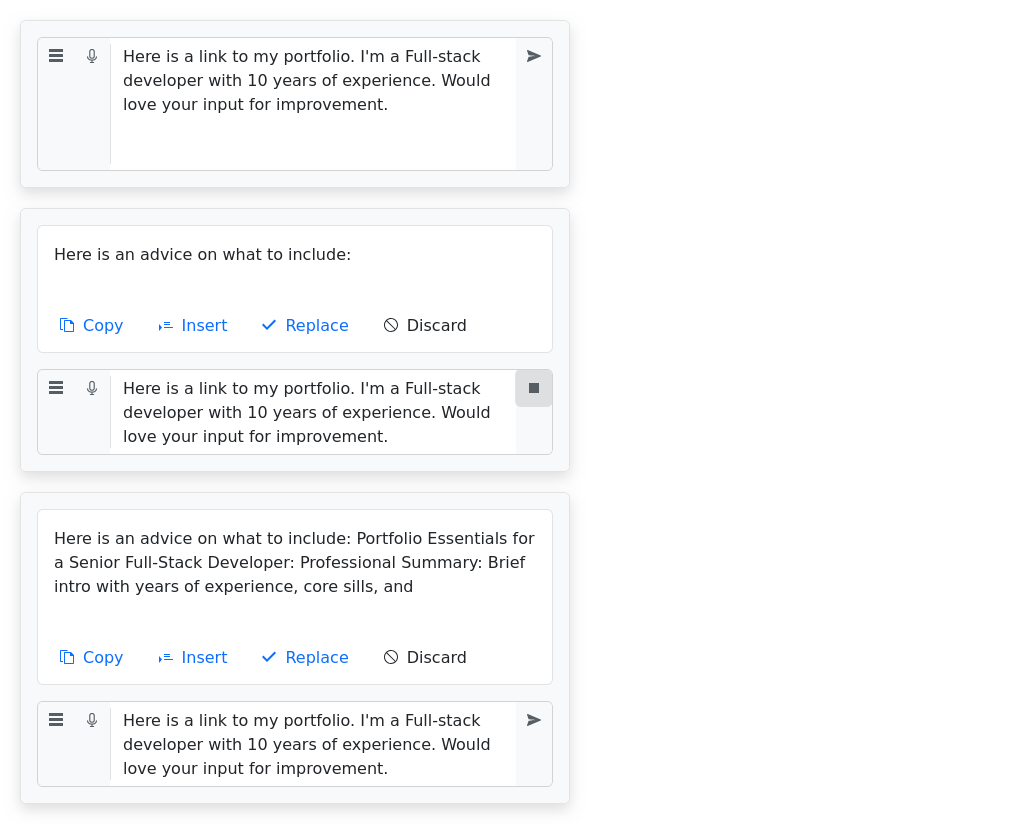 Here is a link to my portfolio. I'm a Full-stack
developer with 10 years of experience. Would
love your input for improvement.
Here is an advice on what to include:
Copy Insert Replace Discard
Here is a link to my portfolio. I'm a Full-stack
developer with 10 years of experience. Would
love your input for improvement.
Here is an advice on what to include: Portfolio Essentials for
a Senior Full-Stack Developer: Professional Summary: Brief
intro with years of experience, core sills, and
Copy Insert Replace Discard
Here is a link to my portfolio. I'm a Full-stack
developer with 10 years of experience. Would
love your input for improvement.